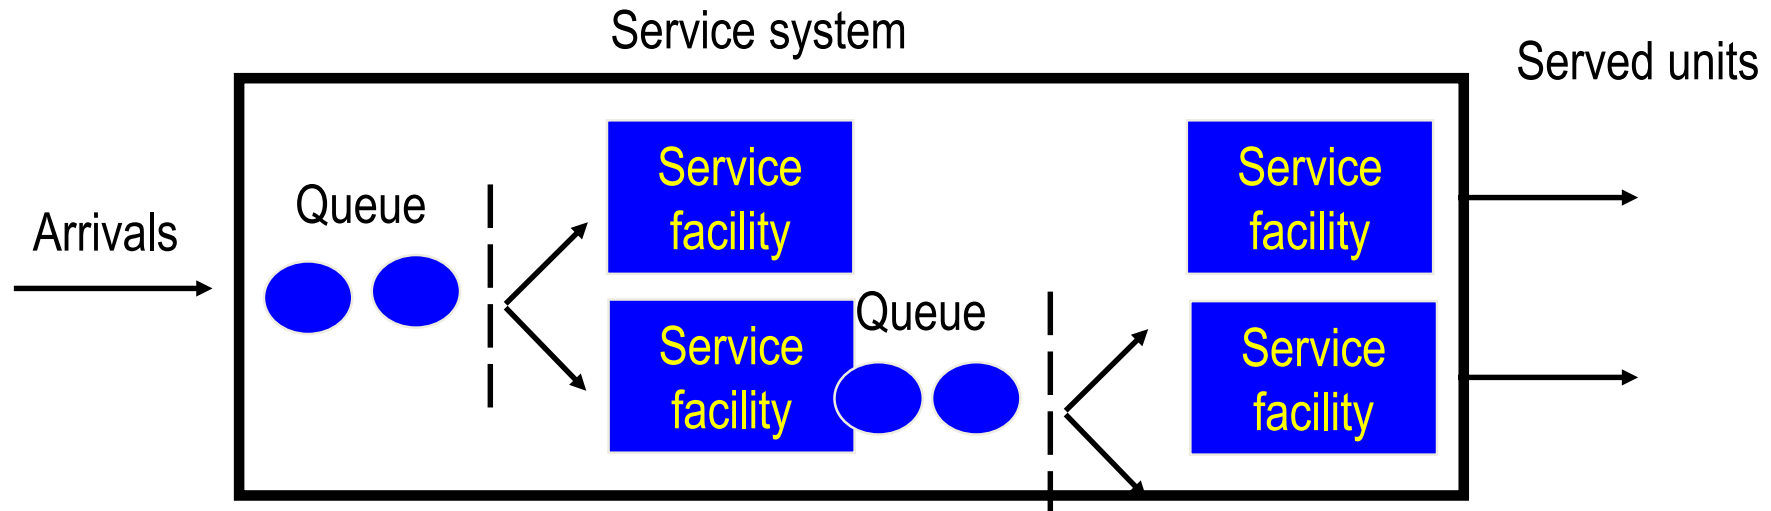 Service system
Served units
Arrivals
Queue
Service
facility
Service
facility
Queue
Service
facility
Service
facility